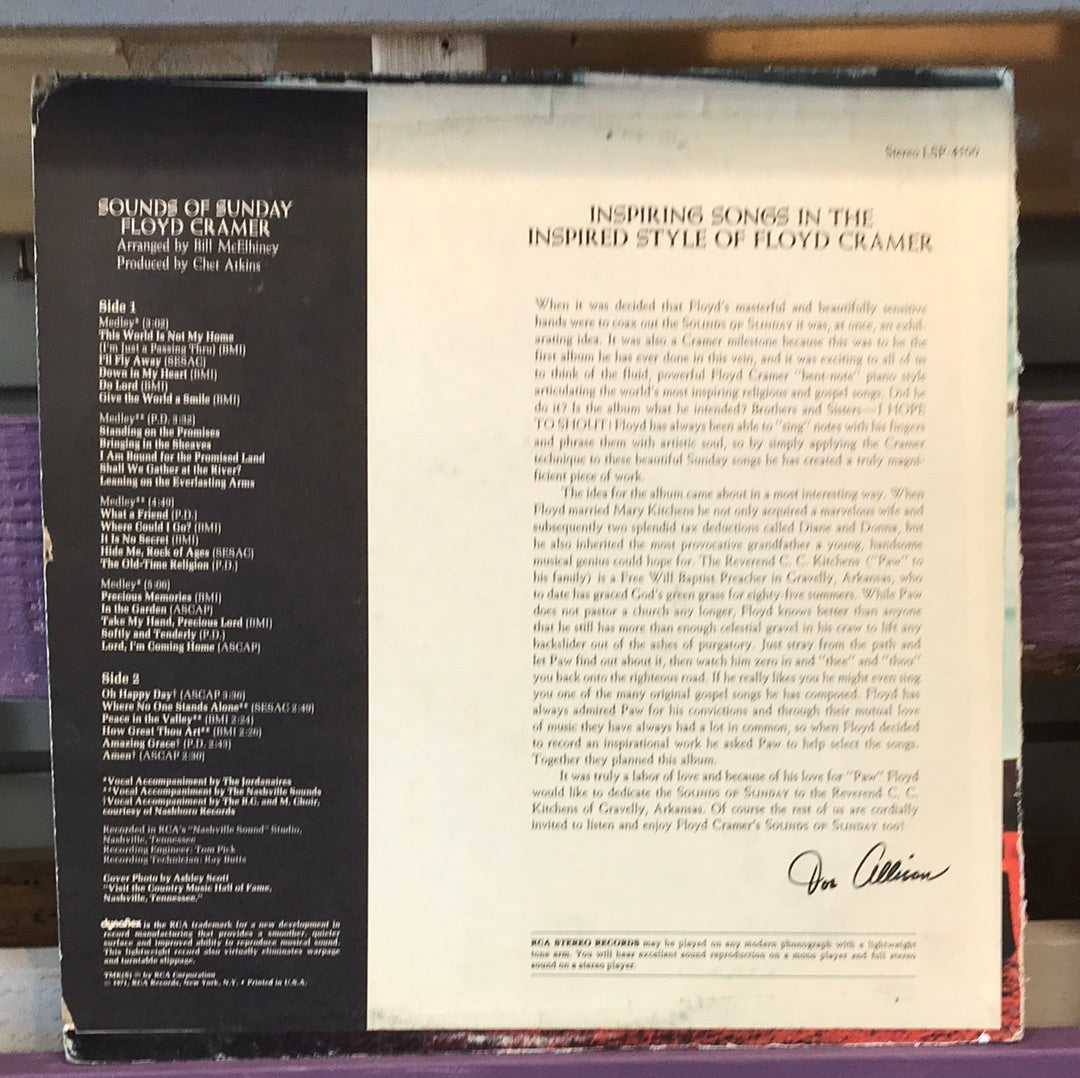 SOUNDS OF SUNDAY
FLOYD CRAMER
Arranged by Bill McElhiney
Produced by Chet Atkins
Side 1
Medley* (3:02)
This World Is Not My Home
(I'm Just a Passing Thru) (BMI)
I'll Fly Away (SESAC)
Down in My Heart (BMI)
Do Lord (BMI)
Give the World a Smile (BMI)
Medley** (P.D. 3:32)
Standing on the Promises
Bringing in the Sheaves
I Am Bound for the Promised Land
Shall We Gather at the River?
Leaning on the Everlasting Arms
Medley** (4:40)
What a Friend (P.D.)
Where Could I Go? (BMI)
It Is No Secret (BMI)
Hide Me, Rock of Ages (SESAC)
The Old-Time Religion (P.D.)
Medley* (5:06)
Precious Memories (BMI)
In the Garden (ASCAP)
Take My Hand, Precious Lord (BMI)
Softly and Tenderly (P.D.)
Lord, I'm Coming Home (ASCAP)
Side 2
Oh Happy Day† (ASCAP 3:36)
Where No One Stands Alone** (SESAC 2:49)
Peace in the Valley** (BMI 2:24)
How Great Thou Art** (BMI 2:26)
Amazing Grace† (P.D. 2:43)
Amen† (ASCAP 2:30)
*Vocal Accompaniment by The Jordanaires
**Vocal Accompaniment by The Nashville Sounds
†Vocal Accompaniment by The B.C. and M. Choir,
courtesy of Nashboro Records
Recorded in RCA's "Nashville Sound" Studio,
Nashville, Tennessee
Recording Engineer: Tom Pick
Recording Technician: Ray Butts
Cover Photo by Ashley Scott
"Visit the Country Music Hall of Fame,
Nashville, Tennessee."
dynaflex is the RCA trademark for a new development in
record manufacturing that provides a smoother, quieter
surface and improved ability to reproduce musical sound.
This lightweight record also virtually eliminates warpage
and turntable slippage.
TMK(S) ® by RCA Corporation
© 1971, RCA Records, New York, N.Y. • Printed in U.S.A.
Stereo LSP-4500
INSPIRING SONGS IN THE
INSPIRED STYLE OF FLOYD CRAMER
When it was decided that Floyd's masterful and beautifully sensitive
hands were to coax out the SOUNDS OF SUNDAY it was, at once, an exhil-
arating idea. It was also a Cramer milestone because this was to be the
first album he has ever done in this vein, and it was exciting to all of us
to think of the fluid, powerful Floyd Cramer "bent-note" piano style
articulating the world's most inspiring religious and gospel songs. Did he
do it? Is the album what he intended? Brothers and Sisters—I HOPE
TO SHOUT! Floyd has always been able to "sing" notes with his fingers
and phrase them with artistic soul, so by simply applying the Cramer
technique to these beautiful Sunday songs he has created a truly magni-
ficient piece of work.
The idea for the album came about in a most interesting way. When
Floyd married Mary Kitchens he not only acquired a marvelous wife and
subsequently two splendid tax deductions called Diane and Donna, but
he also inherited the most provocative grandfather a young, handsome
musical genius could hope for. The Reverend C. C. Kitchens ("Paw" to
his family) is a Free Will Baptist Preacher in Gravelly, Arkansas, who
to date has graced God's green grass for eighty-five summers. While Paw
does not pastor a church any longer, Floyd knows better than anyone
that he still has more than enough celestial gravel in his craw to lift any
backslider out of the ashes of purgatory. Just stray from the path and
let Paw find out about it, then watch him zero in and "thee" and "thou"
you back onto the righteous road. If he really likes you he might even sing
you one of the many original gospel songs he has composed. Floyd has
always admired Paw for his convictions and through their mutual love
of music they have always had a lot in common, so when Floyd decided
to record an inspirational work he asked Paw to help select the songs.
Together they planned this album.
It was truly a labor of love and because of his love for "Paw" Floyd
would like to dedicate the SOUNDS OF SUNDAY to the Reverend C. C.
Kitchens of Gravelly, Arkansas. Of course the rest of us are cordially
invited to listen and enjoy Floyd Cramer's SOUNDS OF SUNDAY too!
Joe Allison
RCA STEREO RECORDS may be played on any modern phonograph with a lightweight
tone arm. You will hear excellent sound reproduction on a mono player and full stereo
sound on a stereo player.